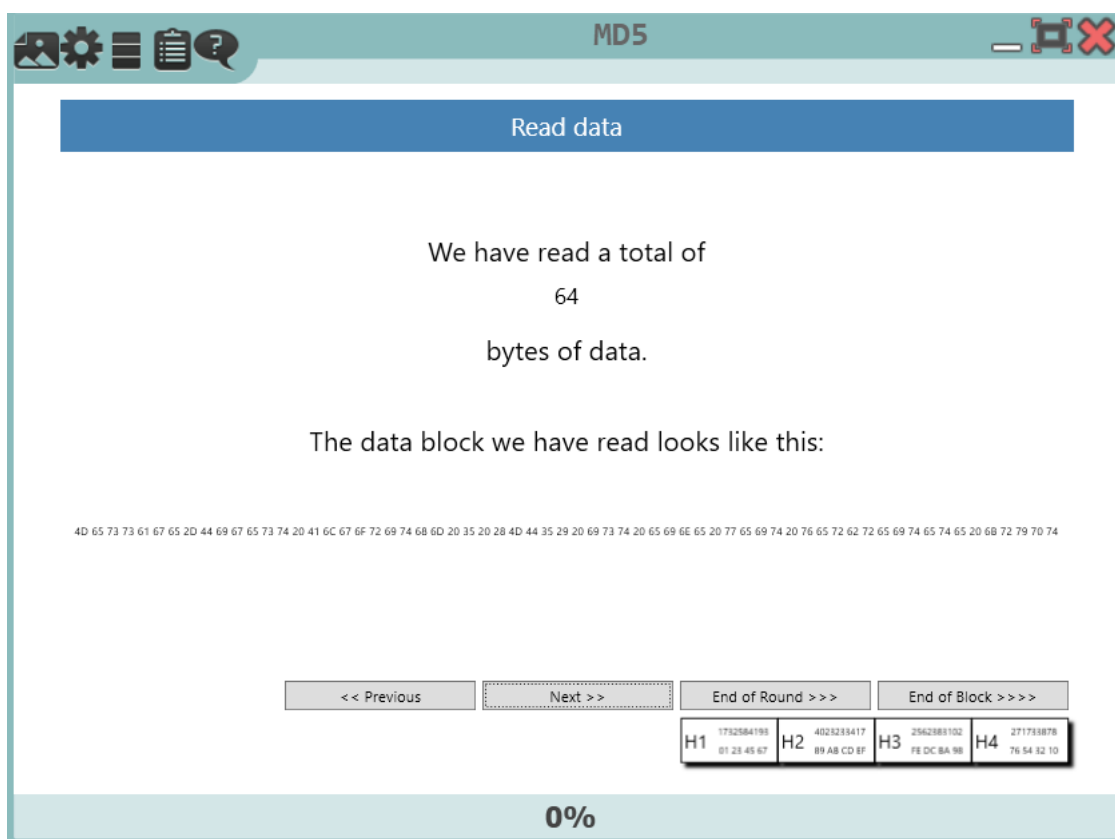 MD5
Read data
We have read a total of
64
bytes of data.
The data block we have read looks like this:
4D 65 73 73 61 67 65 2D 44 69 67 65 73 74 20 41 6C 67 6F 72 69 74 68 6D 20 35 20 28 4D 44 35 29 20 69 73 74 20 65 69 6E 65 20 77 65 69 74 20 76 65 72 62 72 65 69 74 65 74 65 20 6B 72 79 70 74
<< Previous Next >> End of Round >>> End of Block >>>>
H1 1732584193 H2 4023233417 H3 2562383102 H4 271733878
01 23 45 67 89 AB CD EF FE DC BA 98 76 54 32 10
0%